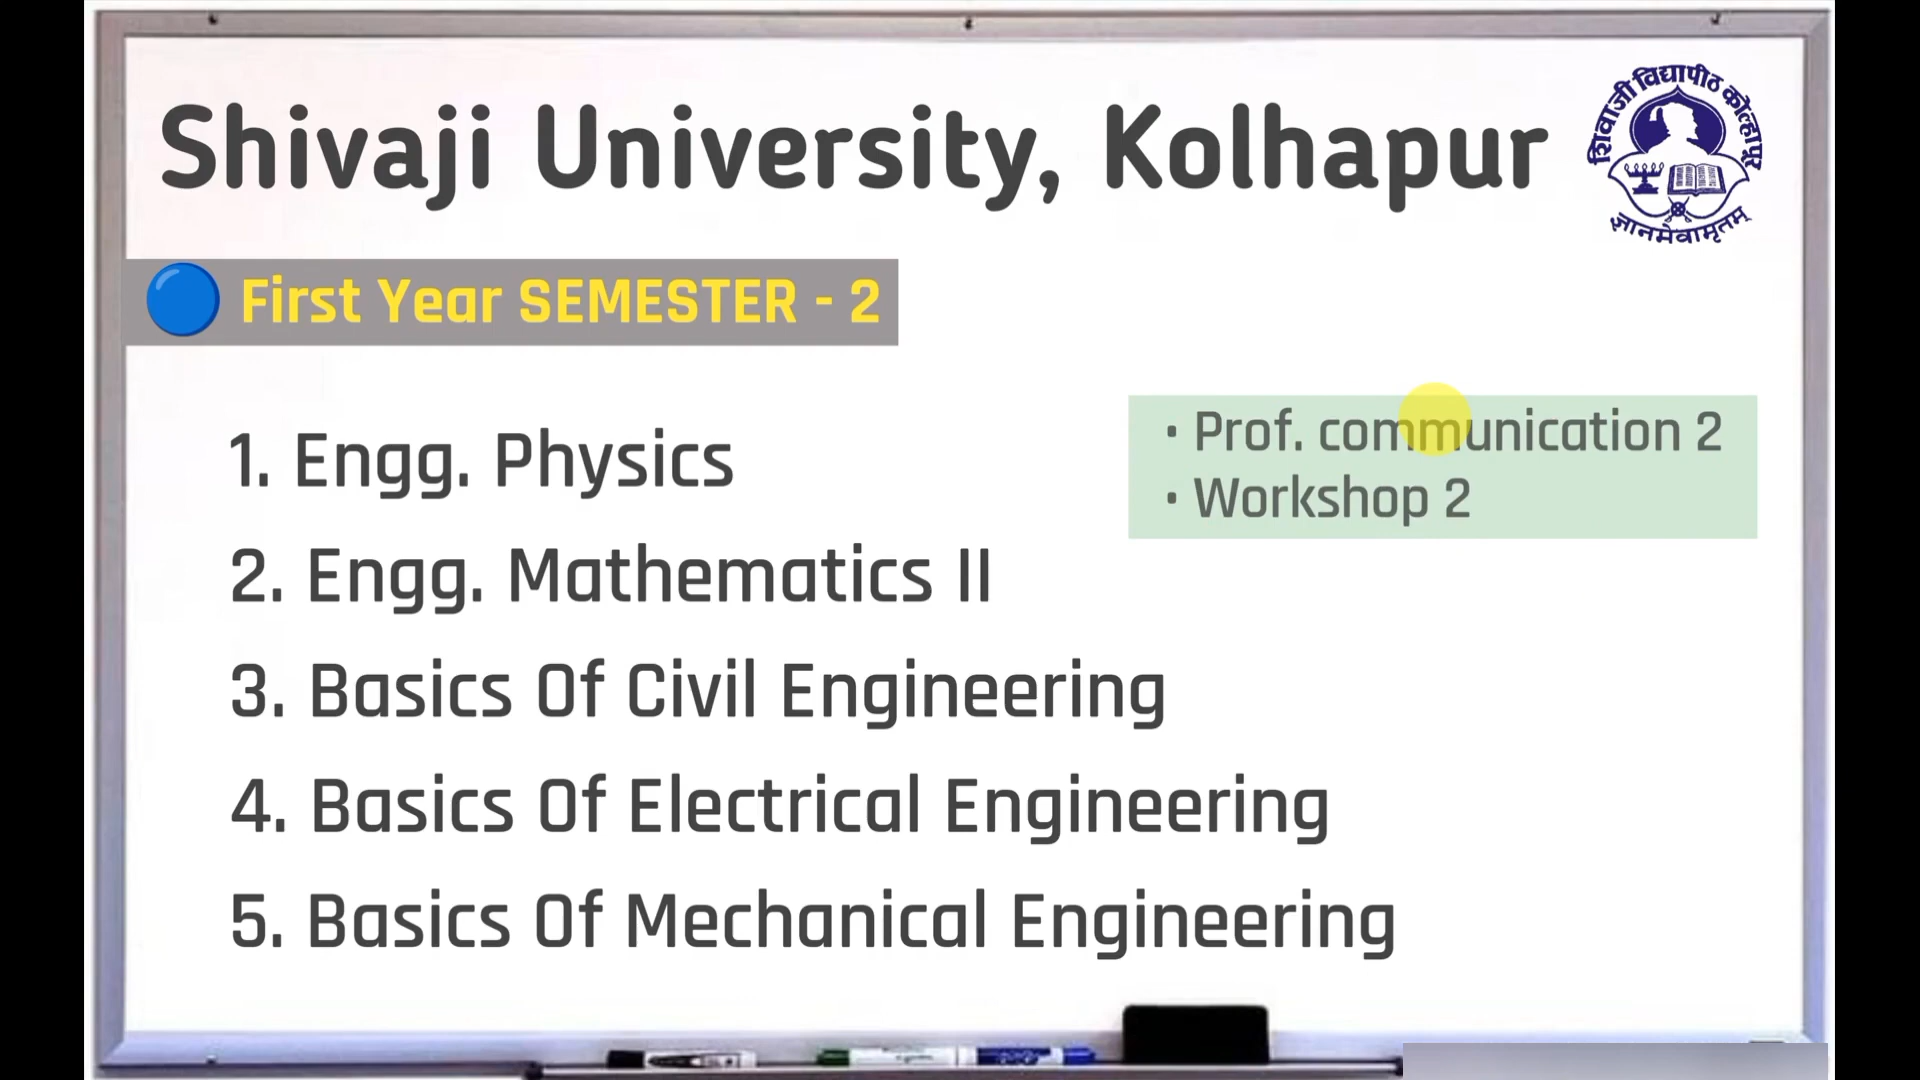 Shivaji University, Kolhapur
शिवाजी विद्यापीठ कोल्हापूर
ज्ञानमेवामृतम्
First Year SEMESTER - 2
1. Engg. Physics
2. Engg. Mathematics II
3. Basics Of Civil Engineering
4. Basics Of Electrical Engineering
5. Basics Of Mechanical Engineering
• Prof. communication 2
• Workshop 2